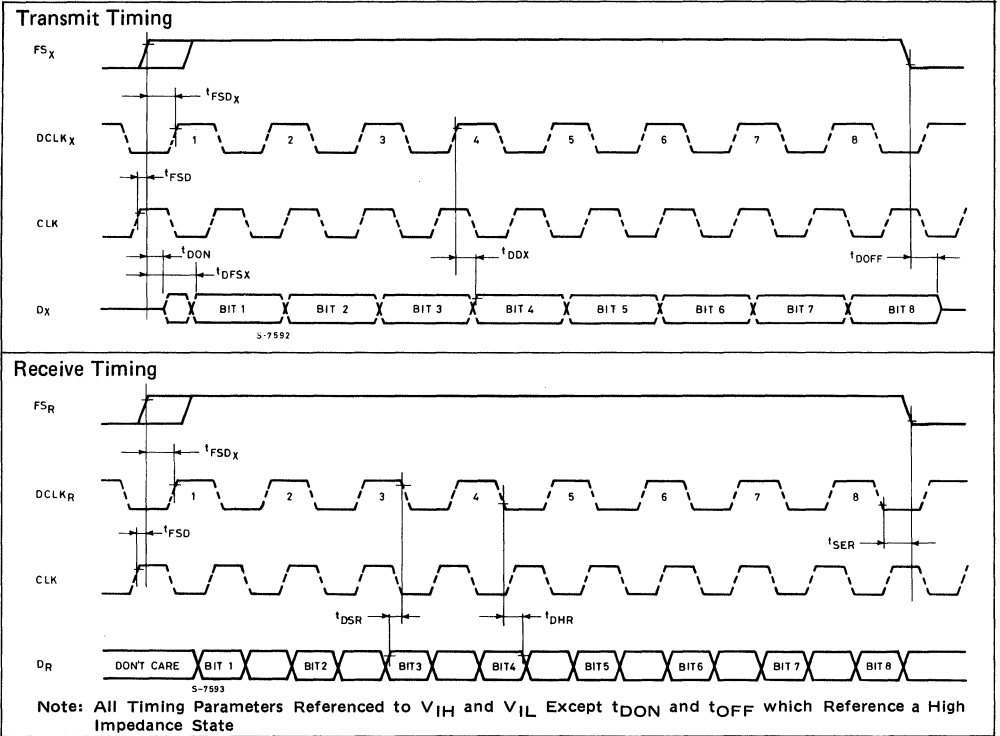 Transmit Timing
FSX
tFSDX
DCLKX
1 2 3 4 5 6 7 8
tFSD
CLK
tDON
tDFSX
tDDX
tDOFF
DX
BIT 1 BIT 2 BIT 3 BIT 4 BIT 5 BIT 6 BIT 7 BIT 8
S-7592
Receive Timing
FSR
tFSDX
DCLKR
1 2 3 4 5 6 7 8
tFSD
tSER
CLK
tDSR
tDHR
DR
DON'T CARE BIT 1 BIT2 BIT3 BIT4 BIT5 BIT6 BIT7 BIT8
S-7593
Note: All Timing Parameters Referenced to VIH and VIL Except tDON and tOFF which Reference a High
Impedance State